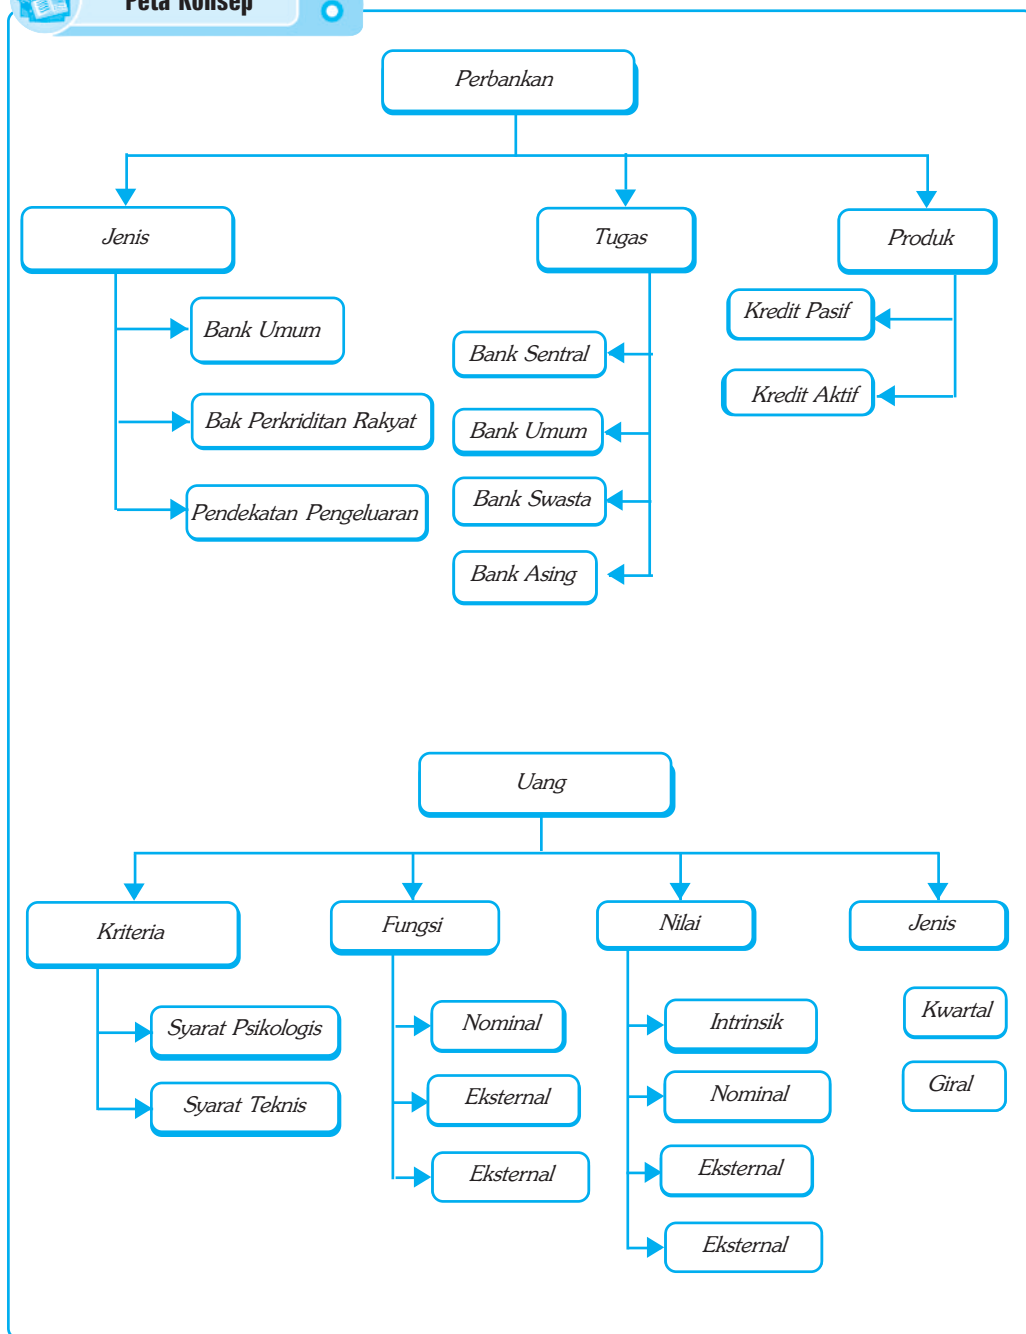 Peta Konsep
Perbankan
Jenis
Tugas
Produk
Bank Umum
Bak Perkriditan Rakyat
Pendekatan Pengeluaran
Bank Sentral
Bank Umum
Bank Swasta
Bank Asing
Kredit Pasif
Kredit Aktif
Uang
Kriteria
Fungsi
Nilai
Jenis
Syarat Psikologis
Syarat Teknis
Nominal
Eksternal
Eksternal
Intrinsik
Nominal
Eksternal
Eksternal
Kwartal
Giral